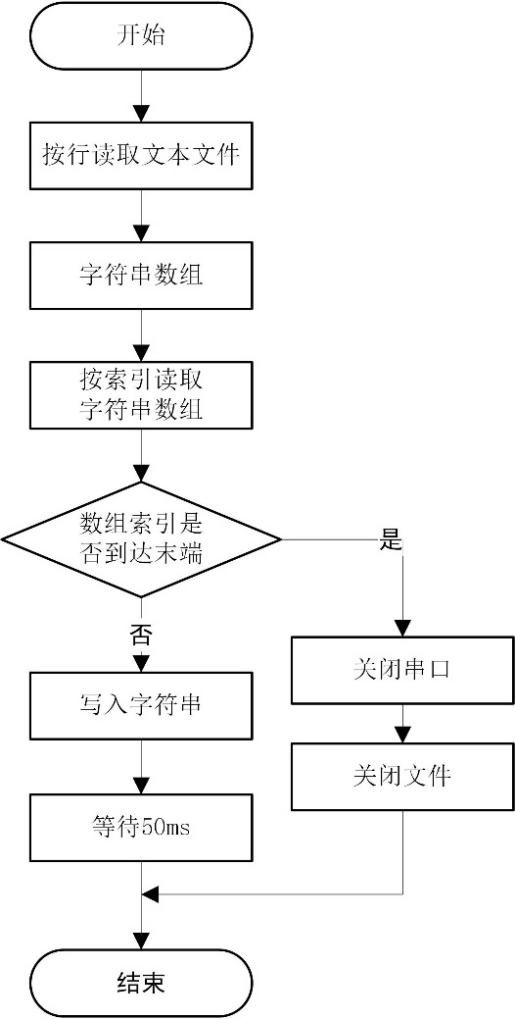 开始
按行读取文本文件
字符串数组
按索引读取
字符串数组
数组索引是
否到达末端
是
否
关闭串口
写入字符串
关闭文件
等待50ms
结束